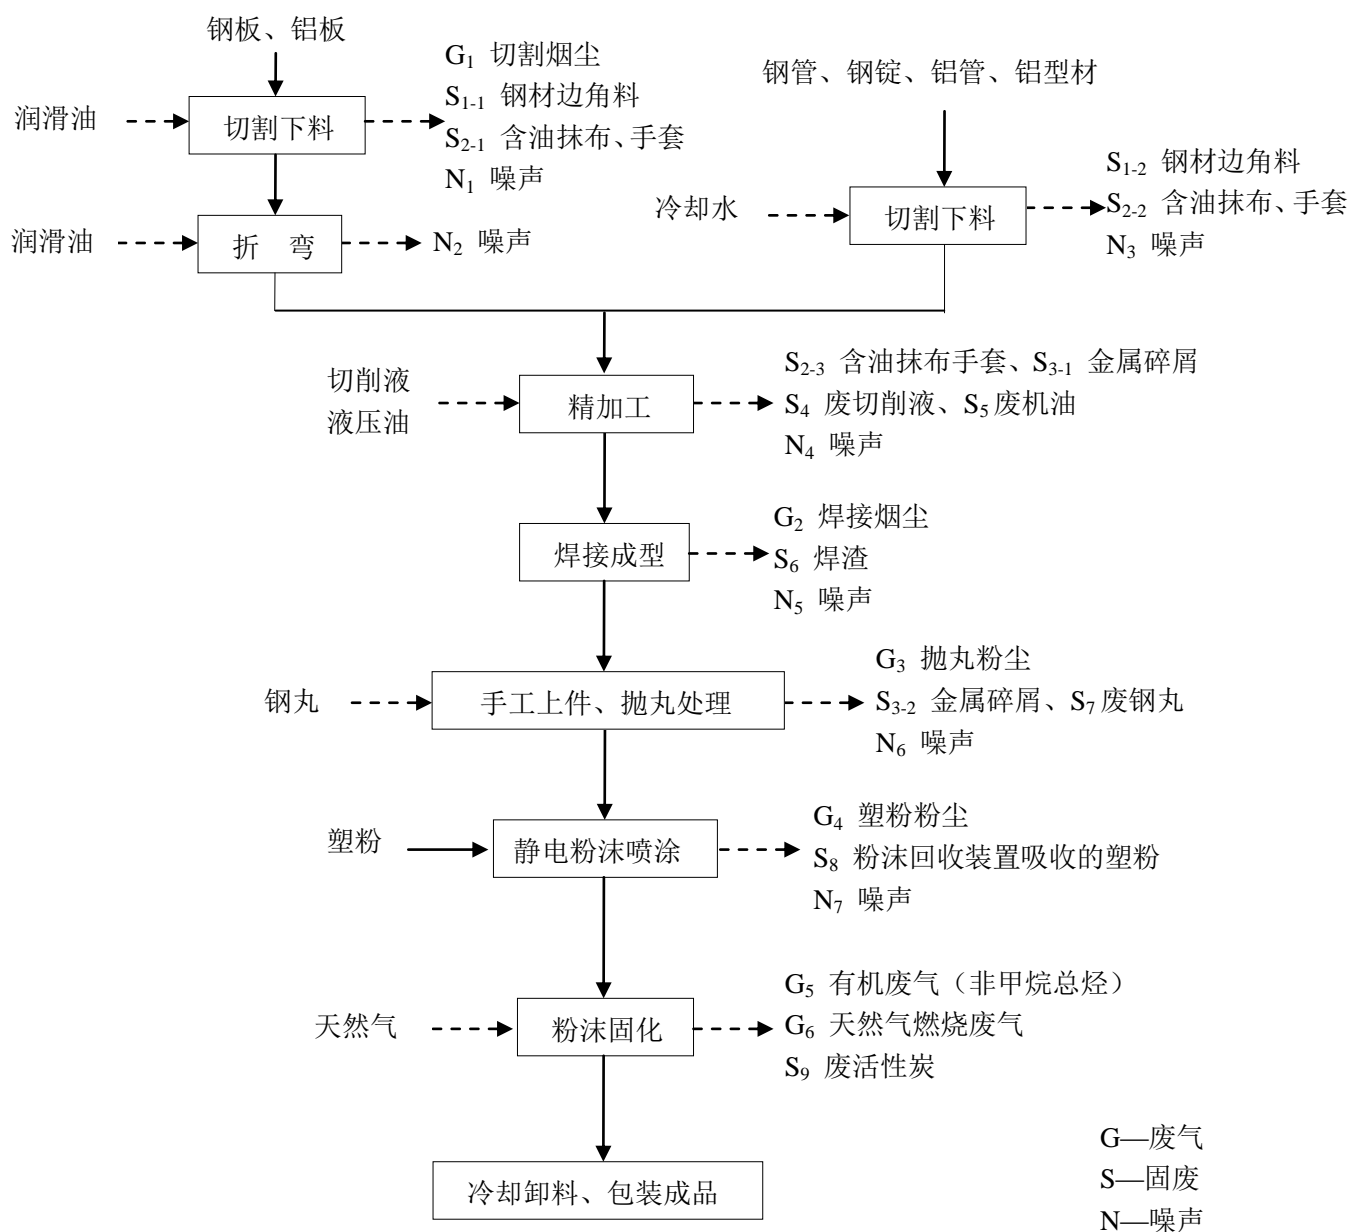 钢板、铝板
G1 切割烟尘
S1-1 钢材边角料
S2-1 含油抹布、手套
N1 噪声
润滑油
切割下料
钢管、钢锭、铝管、铝型材
S1-2 钢材边角料
S2-2 含油抹布、手套
N3 噪声
冷却水
切割下料
润滑油
折 弯
N2 噪声
切削液
液压油
精加工
S2-3 含油抹布手套、S3-1 金属碎屑
S4 废切削液、S5废机油
N4 噪声
焊接成型
G2 焊接烟尘
S6 焊渣
N5 噪声
钢丸
手工上件、抛丸处理
G3 抛丸粉尘
S3-2 金属碎屑、S7废钢丸
N6 噪声
塑粉
静电粉沫喷涂
G4 塑粉粉尘
S8 粉沫回收装置吸收的塑粉
N7 噪声
天然气
粉沫固化
G5 有机废气（非甲烷总烃）
G6 天然气燃烧废气
S9 废活性炭
冷却卸料、包装成品
G—废气
S—固废
N—噪声